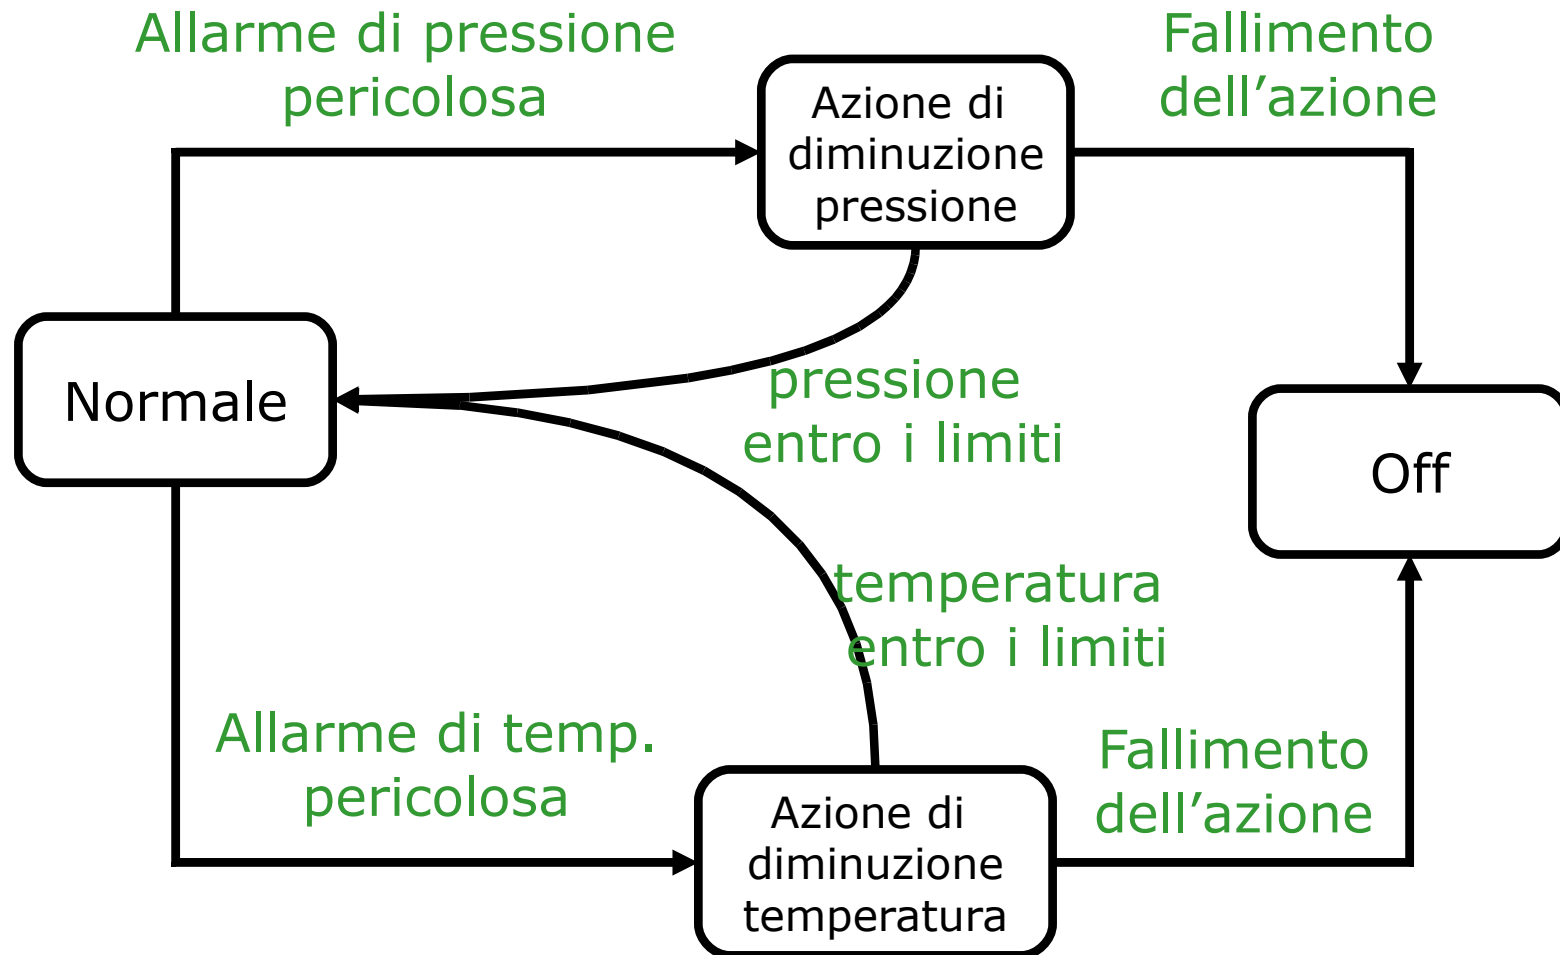 Allarme di pressione
pericolosa
Fallimento
dell’azione
Azione di
diminuzione
pressione
Normale
pressione
entro i limiti
Off
temperatura
entro i limiti
Allarme di temp.
pericolosa
Fallimento
dell’azione
Azione di
diminuzione
temperatura